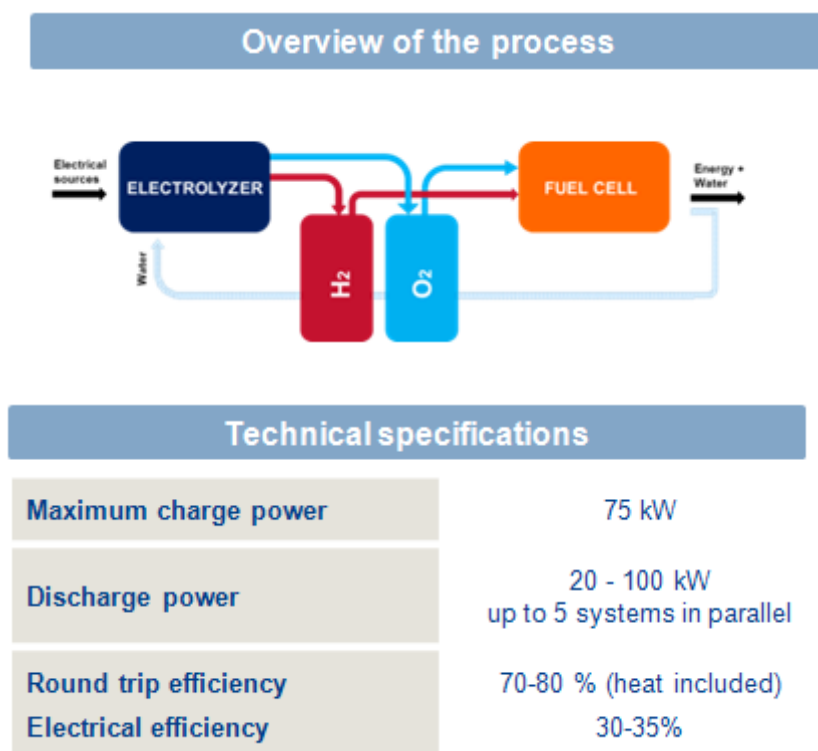 Overview of the process
Electrical
sources
ELECTROLYZER
FUEL CELL
Energy +
Water
Water
H2
O2
Technical specifications
Maximum charge power
75 kW
Discharge power
20 - 100 kW
up to 5 systems in parallel
Round trip efficiency
70-80 % (heat included)
Electrical efficiency
30-35%